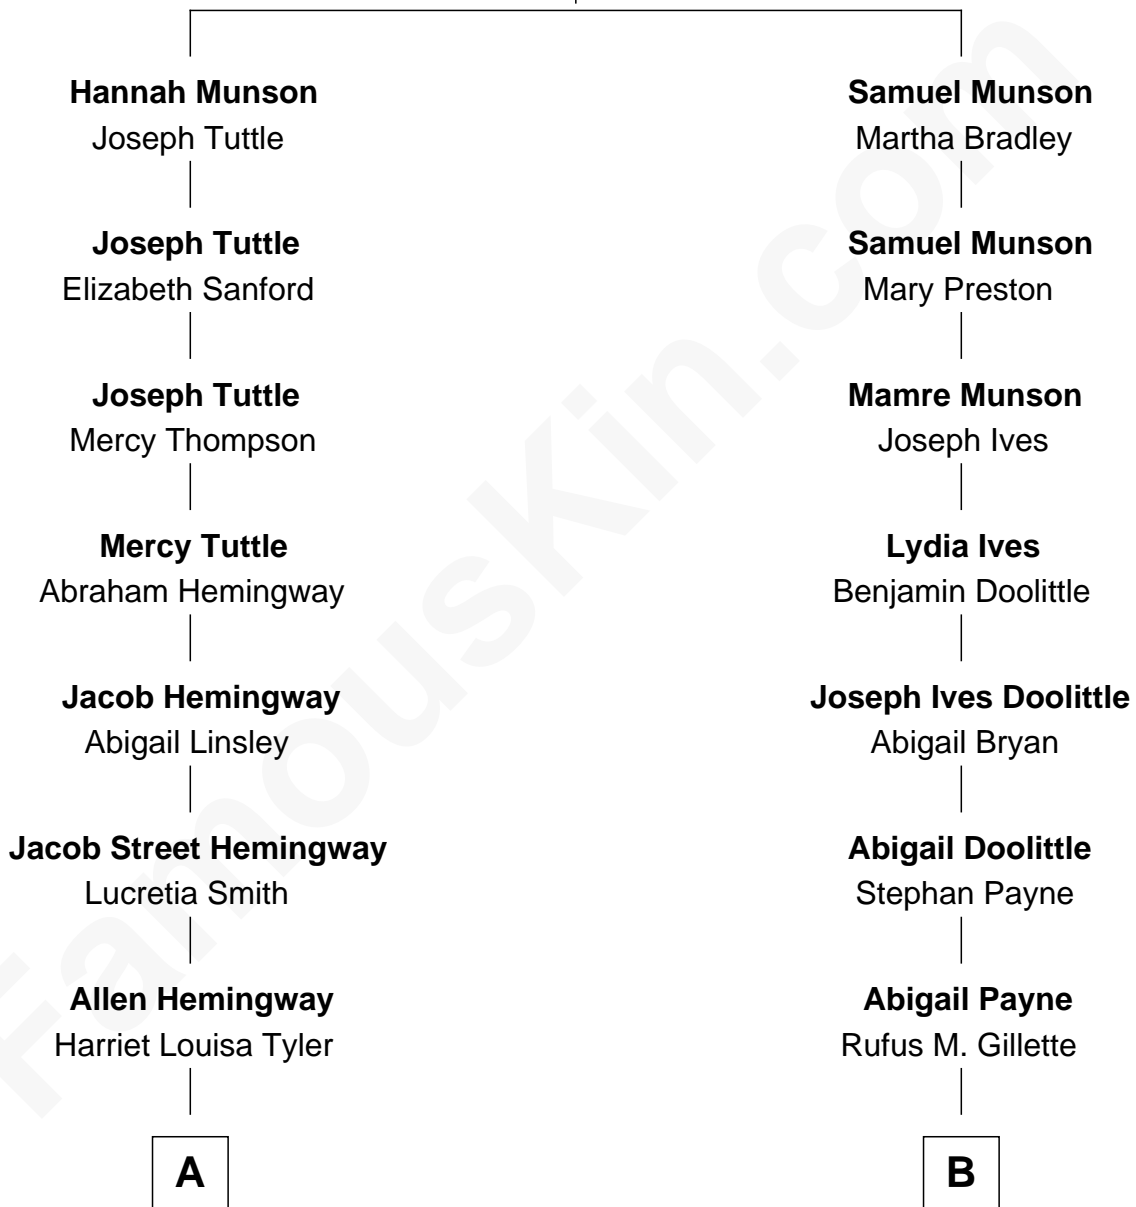 Hannah Munson
Joseph Tuttle
Joseph Tuttle
Elizabeth Sanford
Joseph Tuttle
Mercy Thompson
Mercy Tuttle
Abraham Hemingway
Jacob Hemingway
Abigail Linsley
Jacob Street Hemingway
Lucretia Smith
Allen Hemingway
Harriet Louisa Tyler
A
Samuel Munson
Martha Bradley
Samuel Munson
Mary Preston
Mamre Munson
Joseph Ives
Lydia Ives
Benjamin Doolittle
Joseph Ives Doolittle
Abigail Bryan
Abigail Doolittle
Stephan Payne
Abigail Payne
Rufus M. Gillette
B
FamousKin.com